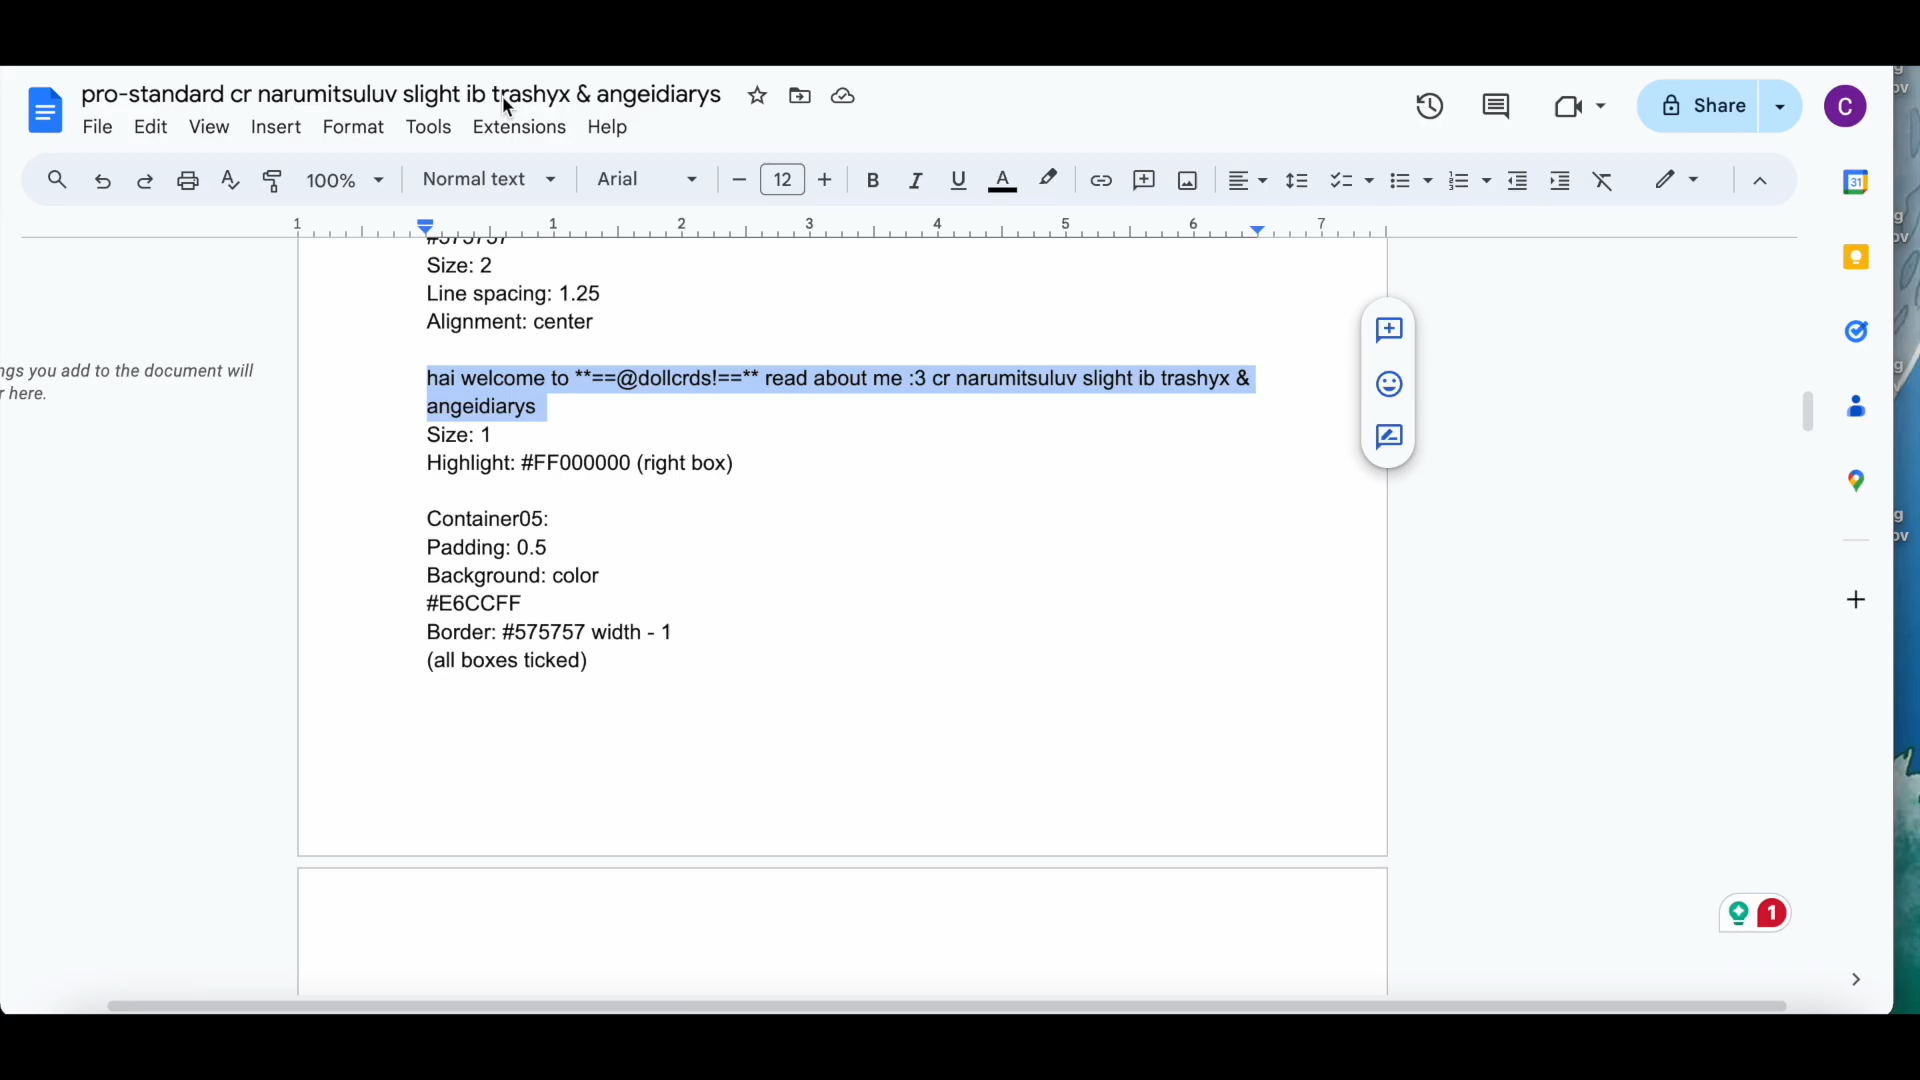 pro-standard cr narumitsuluv slight ib trashyx & angeidiarys
File Edit View Insert Format Tools Extensions Help
Share
C
100% Normal text Arial 12
31
1 1 2 3 4 5 6 7
#575757
Size: 2
Line spacing: 1.25
Alignment: center
ngs you add to the document will
r here.
hai welcome to **==@dollcrds!==** read about me :3 cr narumitsuluv slight ib trashyx &
angeidiarys
Size: 1
Highlight: #FF000000 (right box)
Container05:
Padding: 0.5
Background: color
#E6CCFF
Border: #575757 width - 1
(all boxes ticked)
1